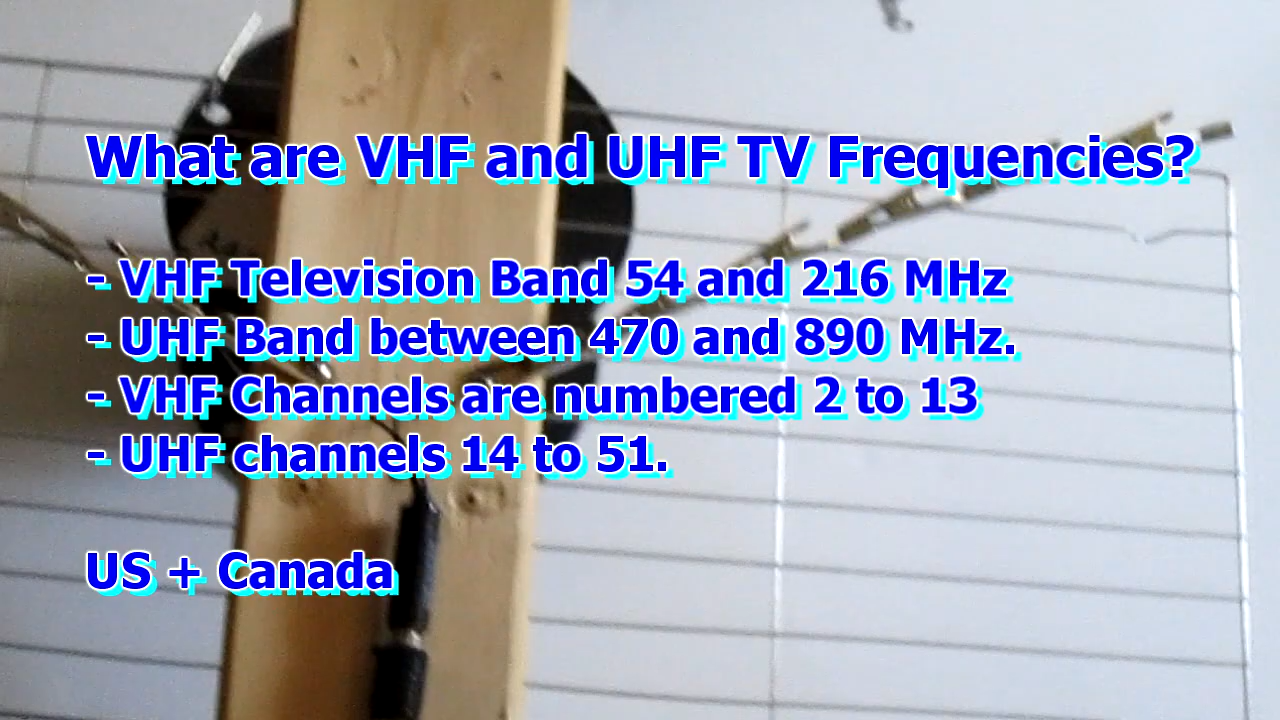 What are VHF and UHF TV Frequencies?
- VHF Television Band 54 and 216 MHz
- UHF Band between 470 and 890 MHz.
- VHF Channels are numbered 2 to 13
- UHF channels 14 to 51.
US + Canada